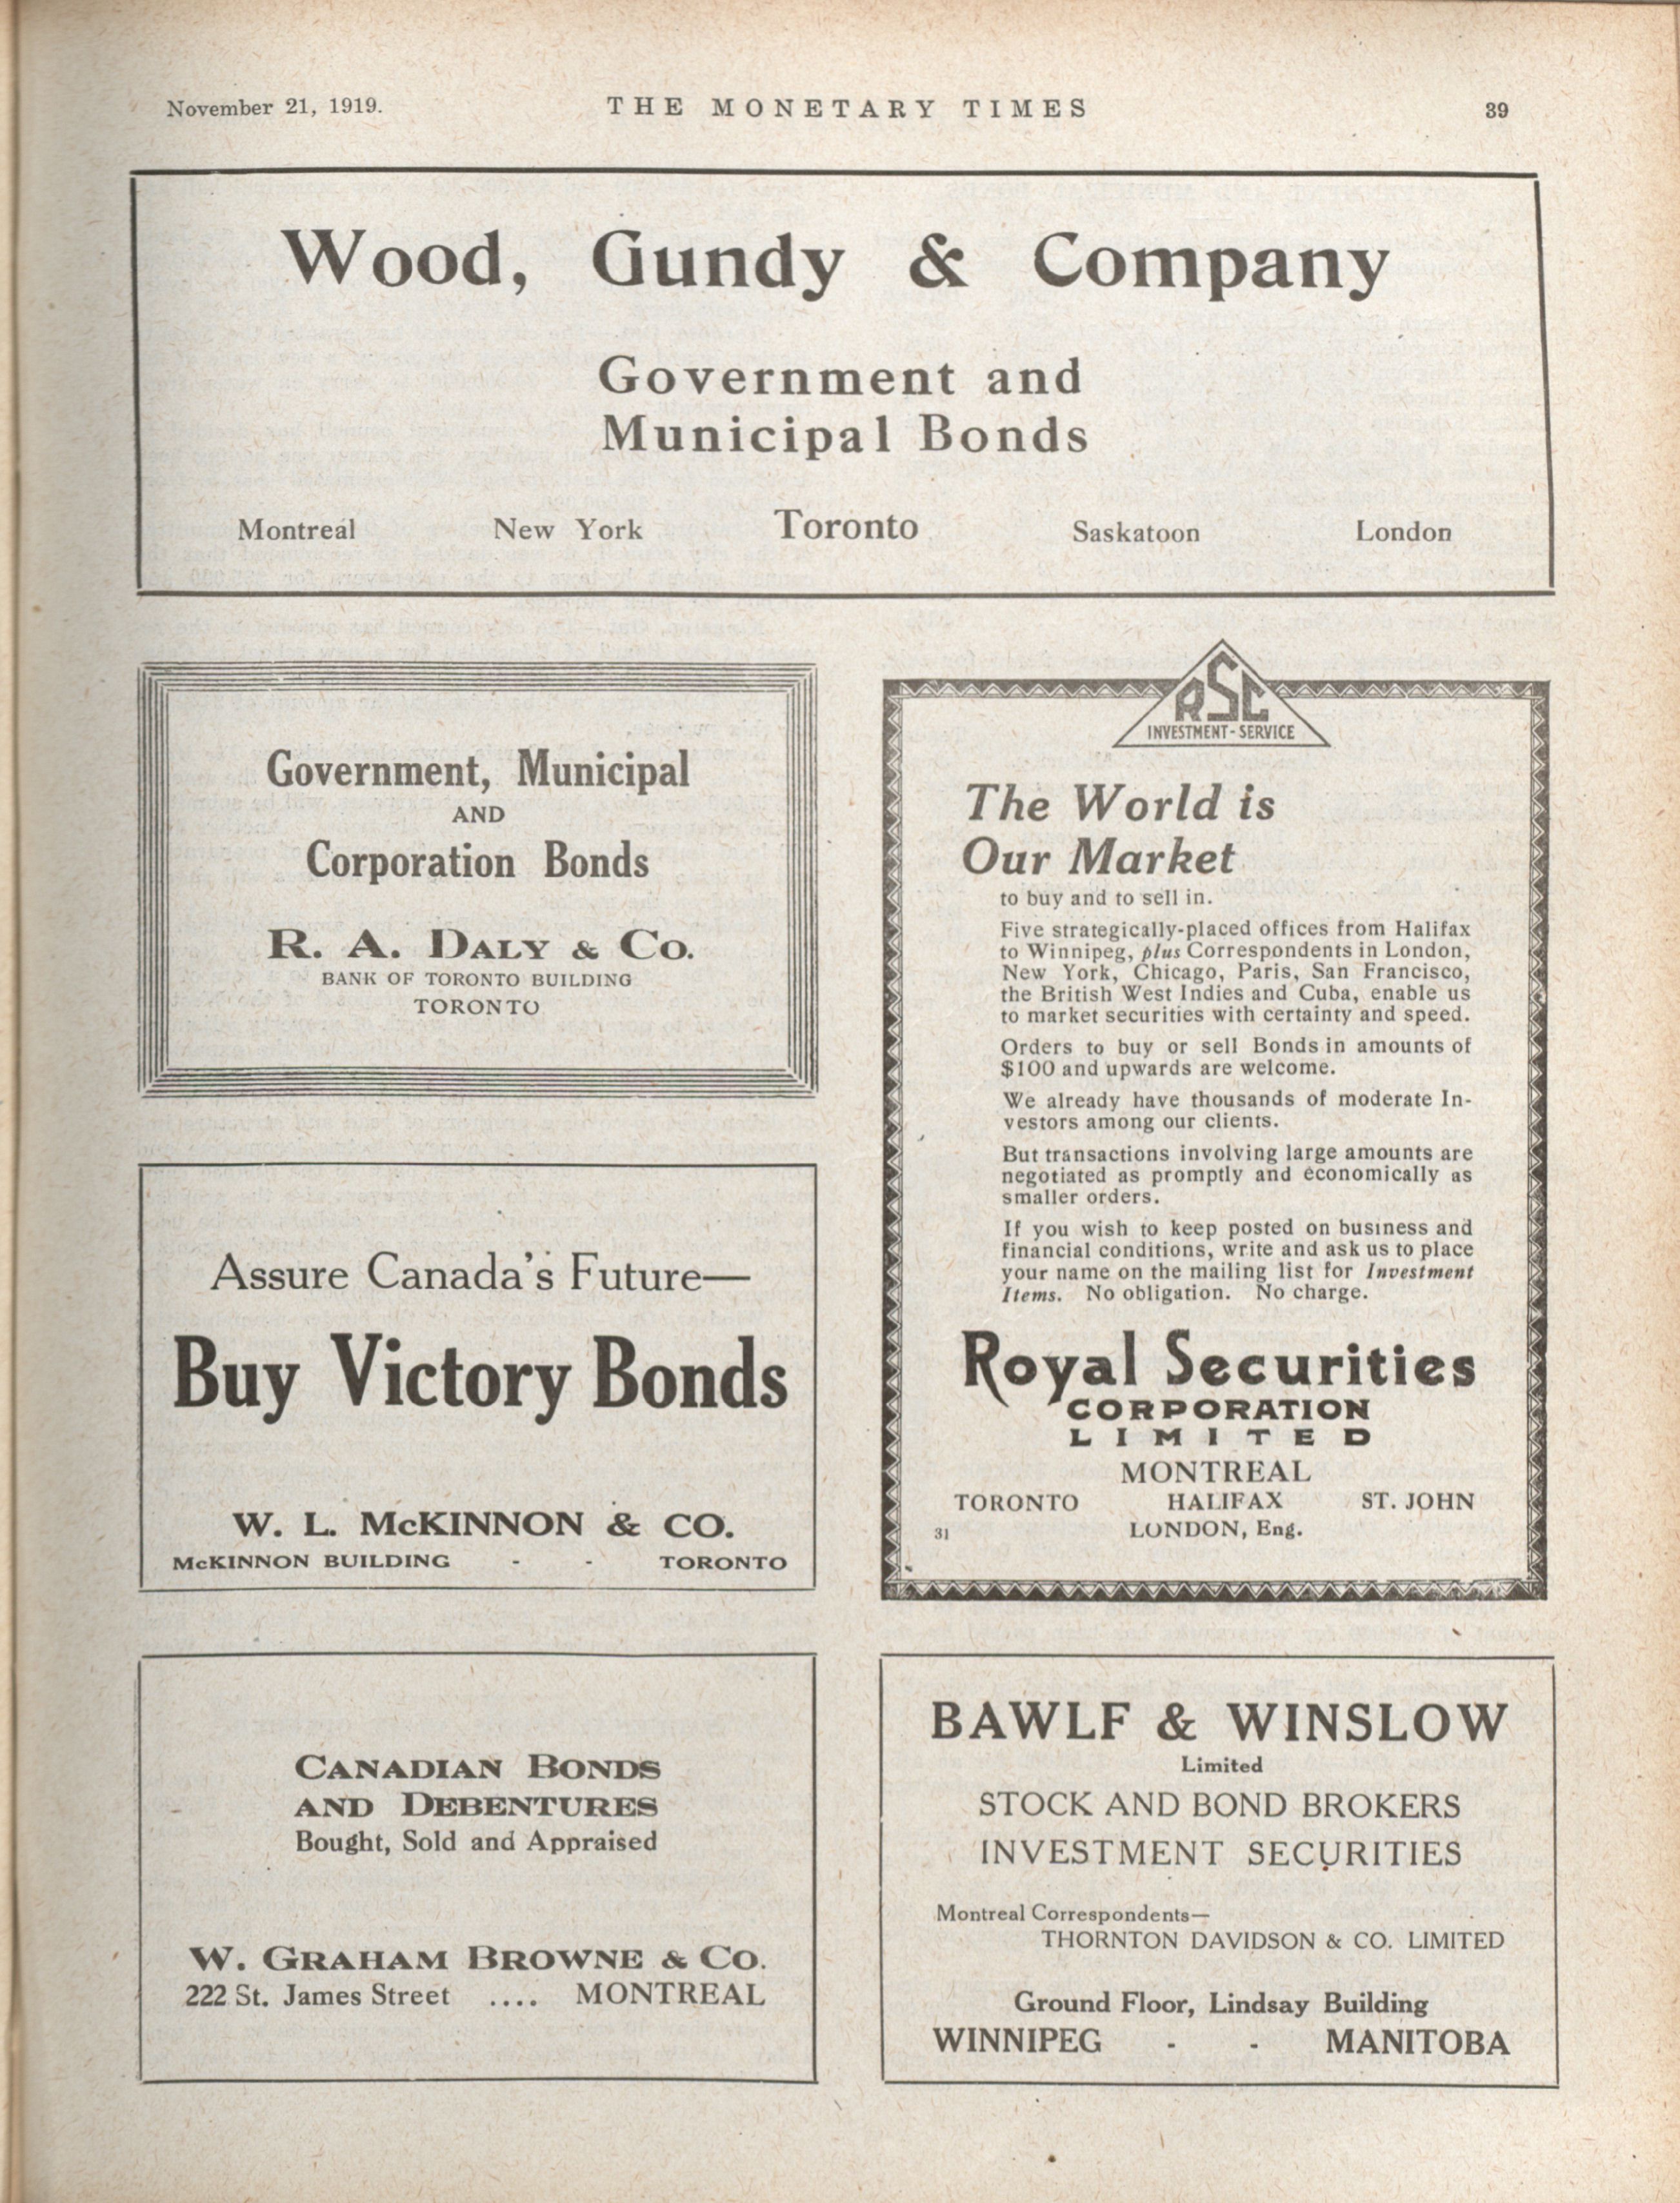 November 21, 1919.
THE MONETARY TIMES
39
Wood, Gundy & Company
Government and
Municipal Bonds
Montreal New York Toronto Saskatoon London
Government, Municipal
AND
Corporation Bonds
R. A. DALY & CO.
BANK OF TORONTO BUILDING
TORONTO
Assure Canada's Future—
Buy Victory Bonds
W. L. McKINNON & CO.
McKINNON BUILDING - - TORONTO
CANADIAN BONDS
AND DEBENTURES
Bought, Sold and Appraised
W. GRAHAM BROWNE & CO.
222 St. James Street .... MONTREAL
RSC
INVESTMENT-SERVICE
The World is
Our Market
to buy and to sell in.
Five strategically-placed offices from Halifax
to Winnipeg, plus Correspondents in London,
New York, Chicago, Paris, San Francisco,
the British West Indies and Cuba, enable us
to market securities with certainty and speed.
Orders to buy or sell Bonds in amounts of
$100 and upwards are welcome.
We already have thousands of moderate In-
vestors among our clients.
But transactions involving large amounts are
negotiated as promptly and economically as
smaller orders.
If you wish to keep posted on business and
financial conditions, write and ask us to place
your name on the mailing list for Investment
Items. No obligation. No charge.
Royal Securities
CORPORATION
LIMITED
MONTREAL
TORONTO HALIFAX ST. JOHN
31 LONDON, Eng.
BAWLF & WINSLOW
Limited
STOCK AND BOND BROKERS
INVESTMENT SECURITIES
Montreal Correspondents—
THORNTON DAVIDSON & CO. LIMITED
Ground Floor, Lindsay Building
WINNIPEG - - MANITOBA